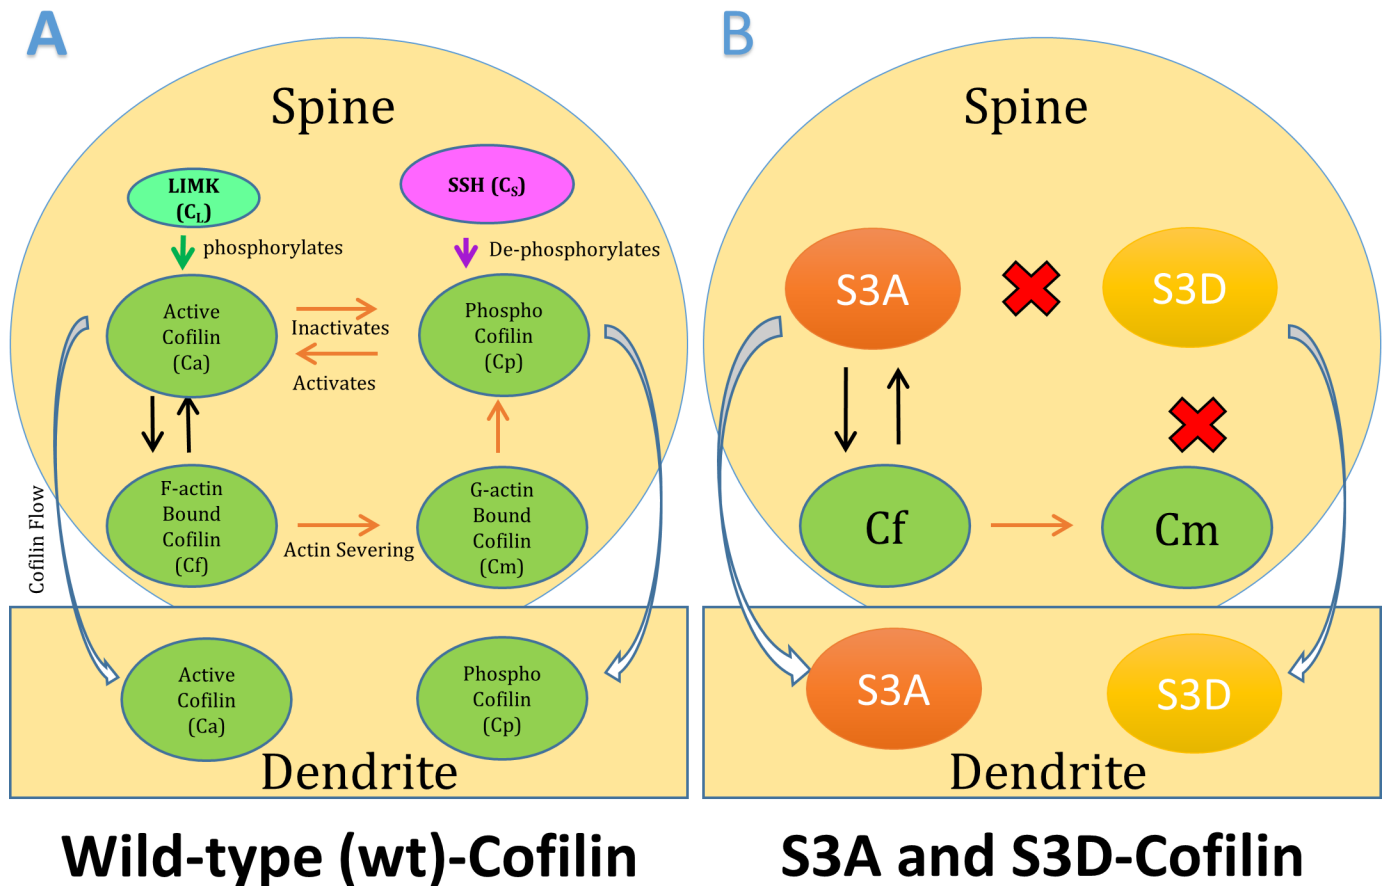 A
Spine
LIMK
(CL)
SSH (CS)
phosphorylates
De-phosphorylates
Active
Cofilin
(Ca)
Inactivates
Activates
Phospho
Cofilin
(Cp)
F-actin
Bound
Cofilin
(Cf)
Actin Severing
G-actin
Bound
Cofilin
(Cm)
Cofilin Flow
Active
Cofilin
(Ca)
Phospho
Cofilin
(Cp)
Dendrite
Wild-type (wt)-Cofilin
B
Spine
S3A
S3D
Cf
Cm
S3A
S3D
Dendrite
S3A and S3D-Cofilin